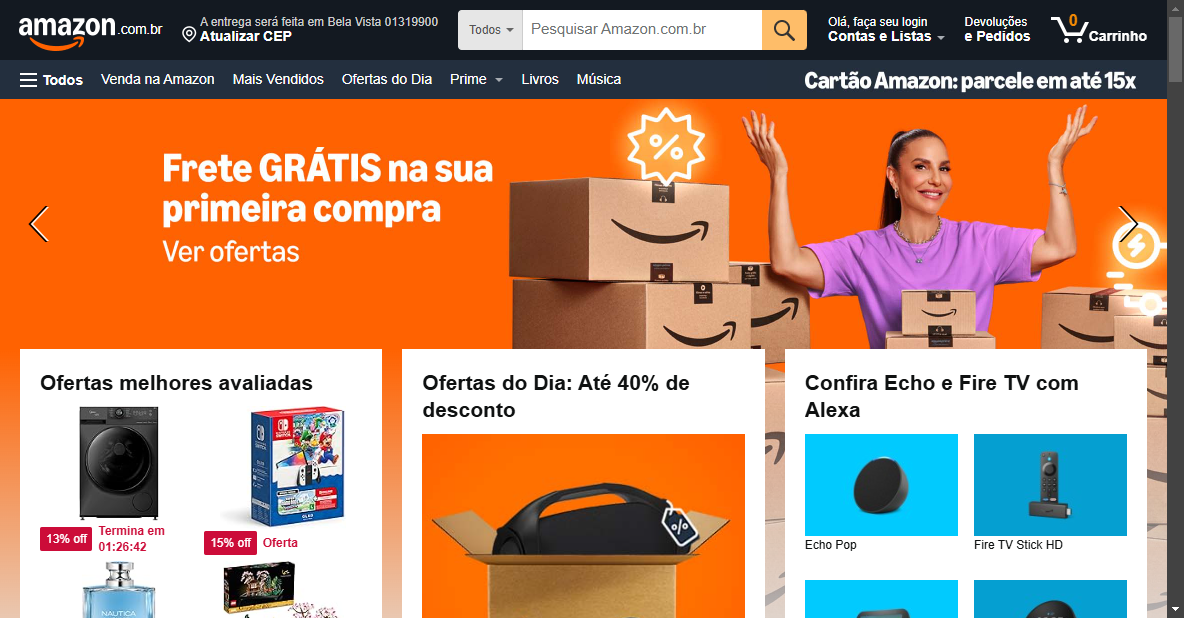 amazon.com.br
A entrega será feita em Bela Vista 01319900
Atualizar CEP
Todos
Pesquisar Amazon.com.br
Olá, faça seu login
Contas e Listas
Devoluções
e Pedidos
0
Carrinho
Todos
Venda na Amazon
Mais Vendidos
Ofertas do Dia
Prime
Livros
Música
Cartão Amazon: parcele em até 15x
Frete GRÁTIS na sua
primeira compra
Ver ofertas
%
Ofertas melhores avaliadas
13% off
Termina em
01:26:42
15% off
Oferta
NAUTICA
Ofertas do Dia: Até 40% de
desconto
%
Confira Echo e Fire TV com
Alexa
Echo Pop
Fire TV Stick HD